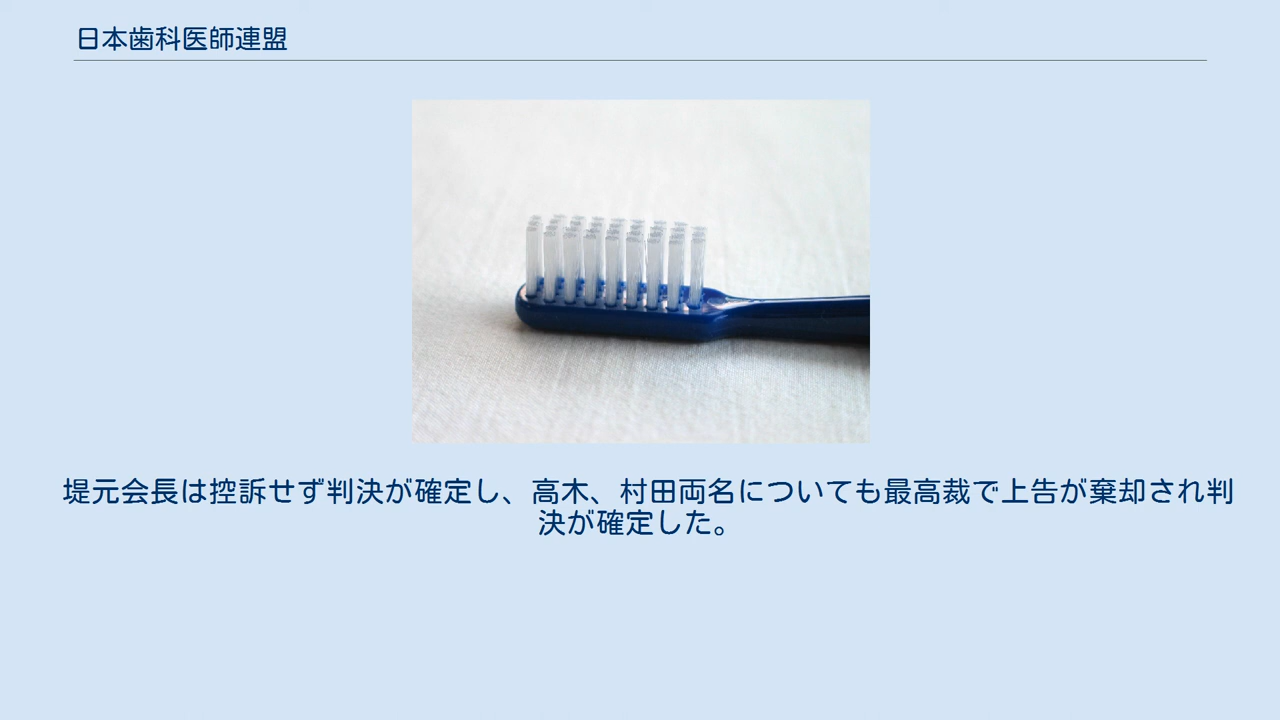 日本歯科医師連盟
堤元会長は控訴せず判決が確定し、高木、村田両名についても最高裁で上告が棄却され判
決が確定した。